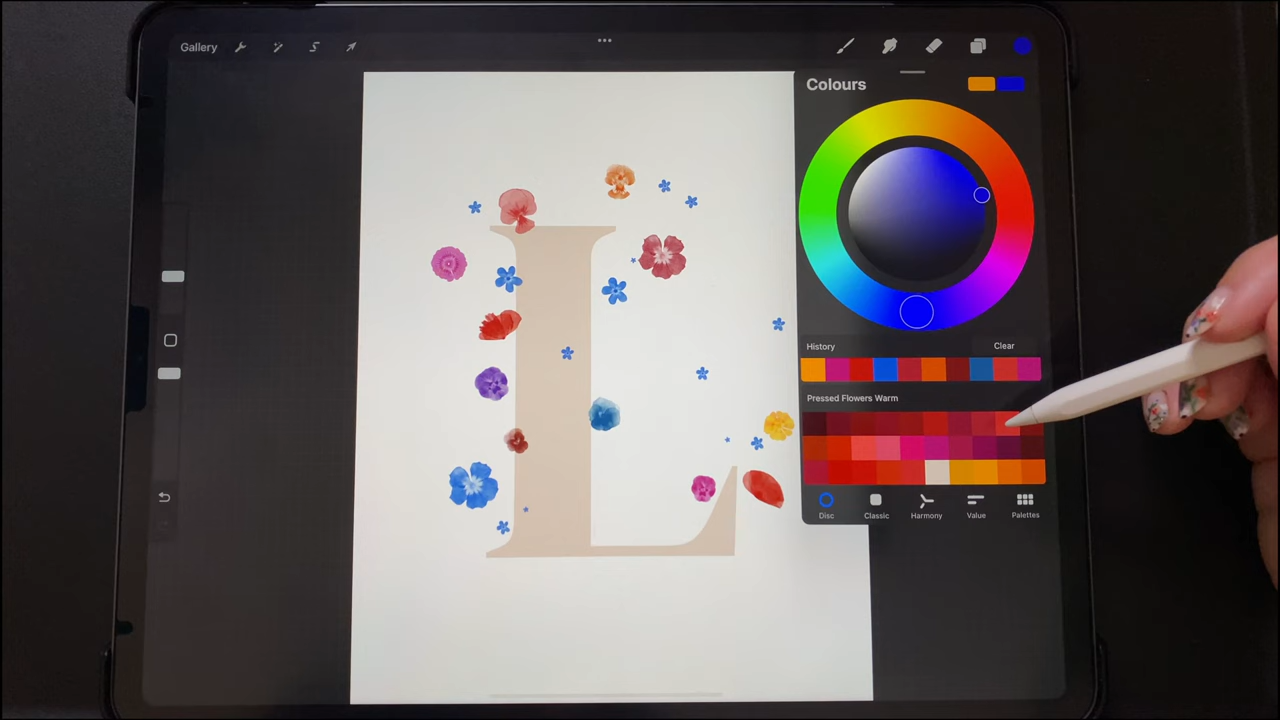 Gallery
Colours
History
Clear
Pressed Flowers Warm
Disc
Classic
Harmony
Value
Palettes
L